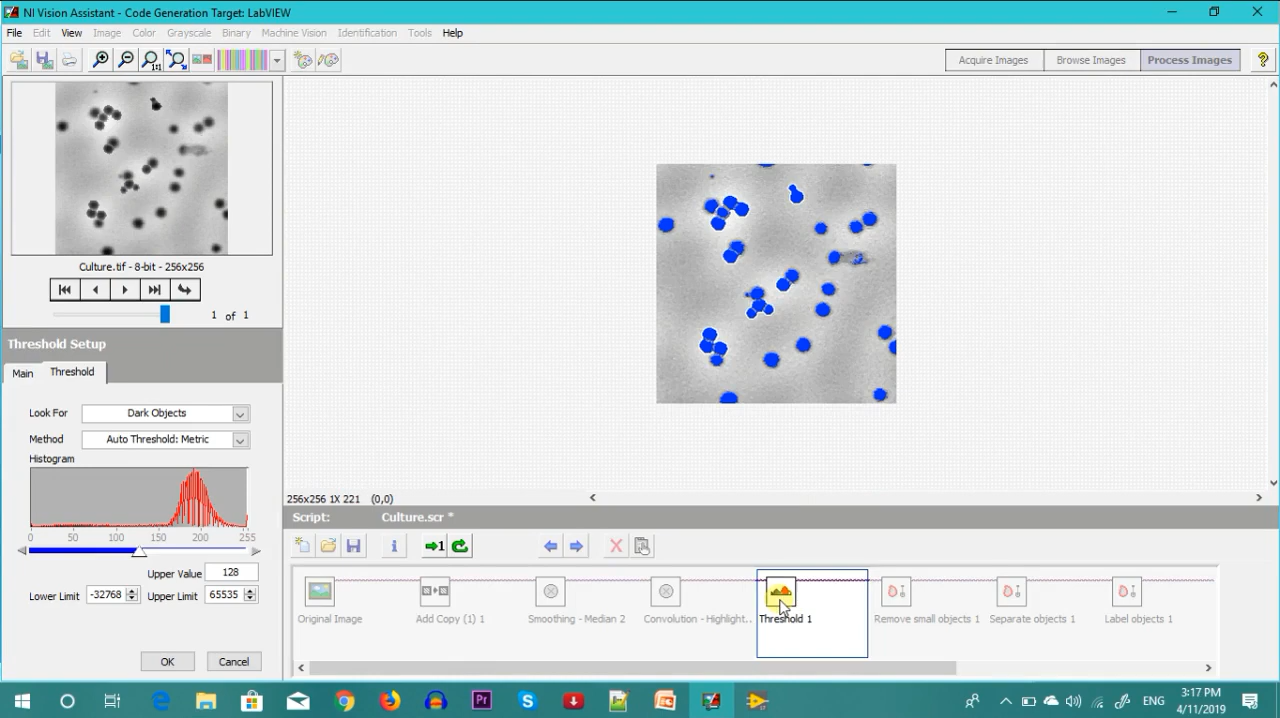 NI Vision Assistant - Code Generation Target: LabVIEW
File Edit View Image Color Grayscale Binary Machine Vision Identification Tools Help
1:1
Acquire Images Browse Images Process Images ?
Culture.tif - 8-bit - 256x256
1 of 1
Threshold Setup
Main Threshold
Look For Dark Objects
Method Auto Threshold: Metric
Histogram
0 50 100 150 200 255
Upper Value 128
Lower Limit -32768 Upper Limit 65535
OK Cancel
256x256 1X 221 (0,0)
Script: Culture.scr *
i 1
Original Image Add Copy (1) 1 Smoothing - Median 2 Convolution - Highlight... Threshold 1 Remove small objects 1 Separate objects 1 Label objects 1
Pr ENG 3:17 PM
4/11/2019